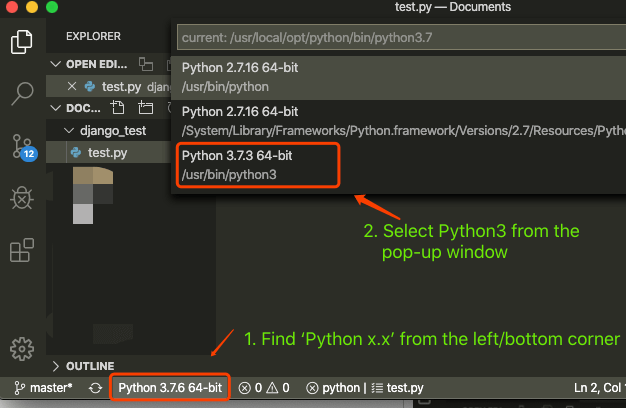 test.py — Documents
EXPLORER
current: /usr/local/opt/python/bin/python3.7
OPEN EDI...
Python 2.7.16 64-bit
/usr/bin/python
test.py
DOC...
Python 2.7.16 64-bit
/System/Library/Frameworks/Python.framework/Versions/2.7/Resources/Pyth
django_test
test.py
Python 3.7.3 64-bit
/usr/bin/python3
12
2. Select Python3 from the
pop-up window
1. Find ‘Python x.x’ from the left/bottom corner
OUTLINE
master* Python 3.7.6 64-bit 0 0 python | test.py Ln 2, Col